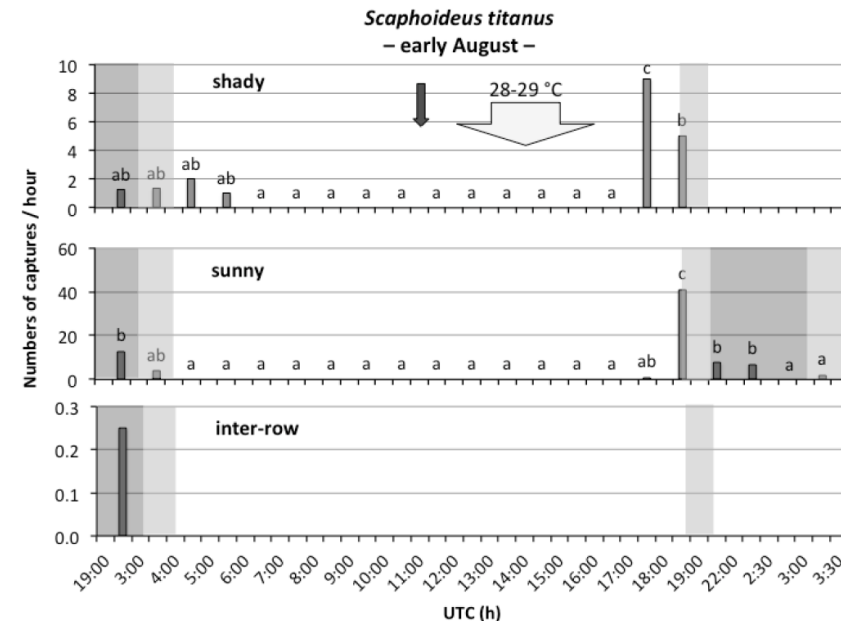 Scaphoideus titanus
– early August –
10
8
6
4
2
0
shady
28-29 °C
ab
ab
ab
ab
a
a
a
a
a
a
a
a
a
a
a
c
b
Numbers of captures / hour
60
40
20
0
sunny
b
ab
a
a
a
a
a
a
a
a
a
a
a
a
a
ab
c
b
b
a
a
0.3
0.2
0.1
0.0
inter-row
19:00
3:00
4:00
5:00
6:00
7:00
8:00
9:00
10:00
11:00
12:00
13:00
14:00
15:00
16:00
17:00
18:00
19:00
22:00
2:30
3:00
3:30
UTC (h)